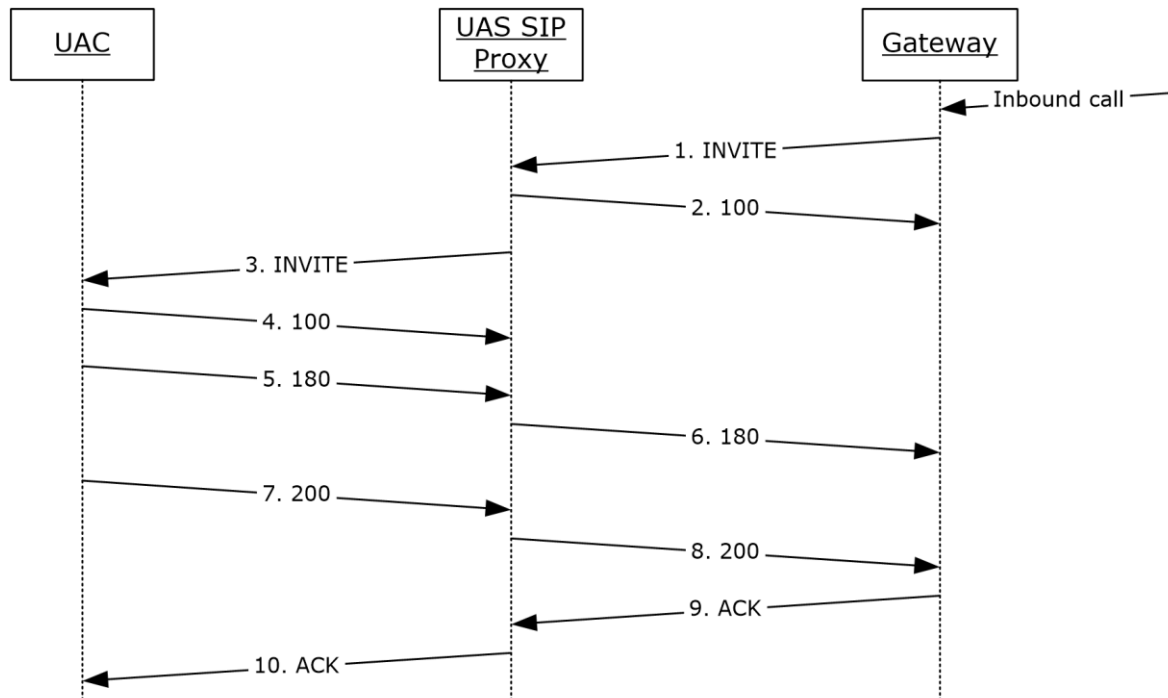 UAC
UAS SIP
Proxy
Gateway
Inbound call
1. INVITE
2. 100
3. INVITE
4. 100
5. 180
6. 180
7. 200
8. 200
9. ACK
10. ACK